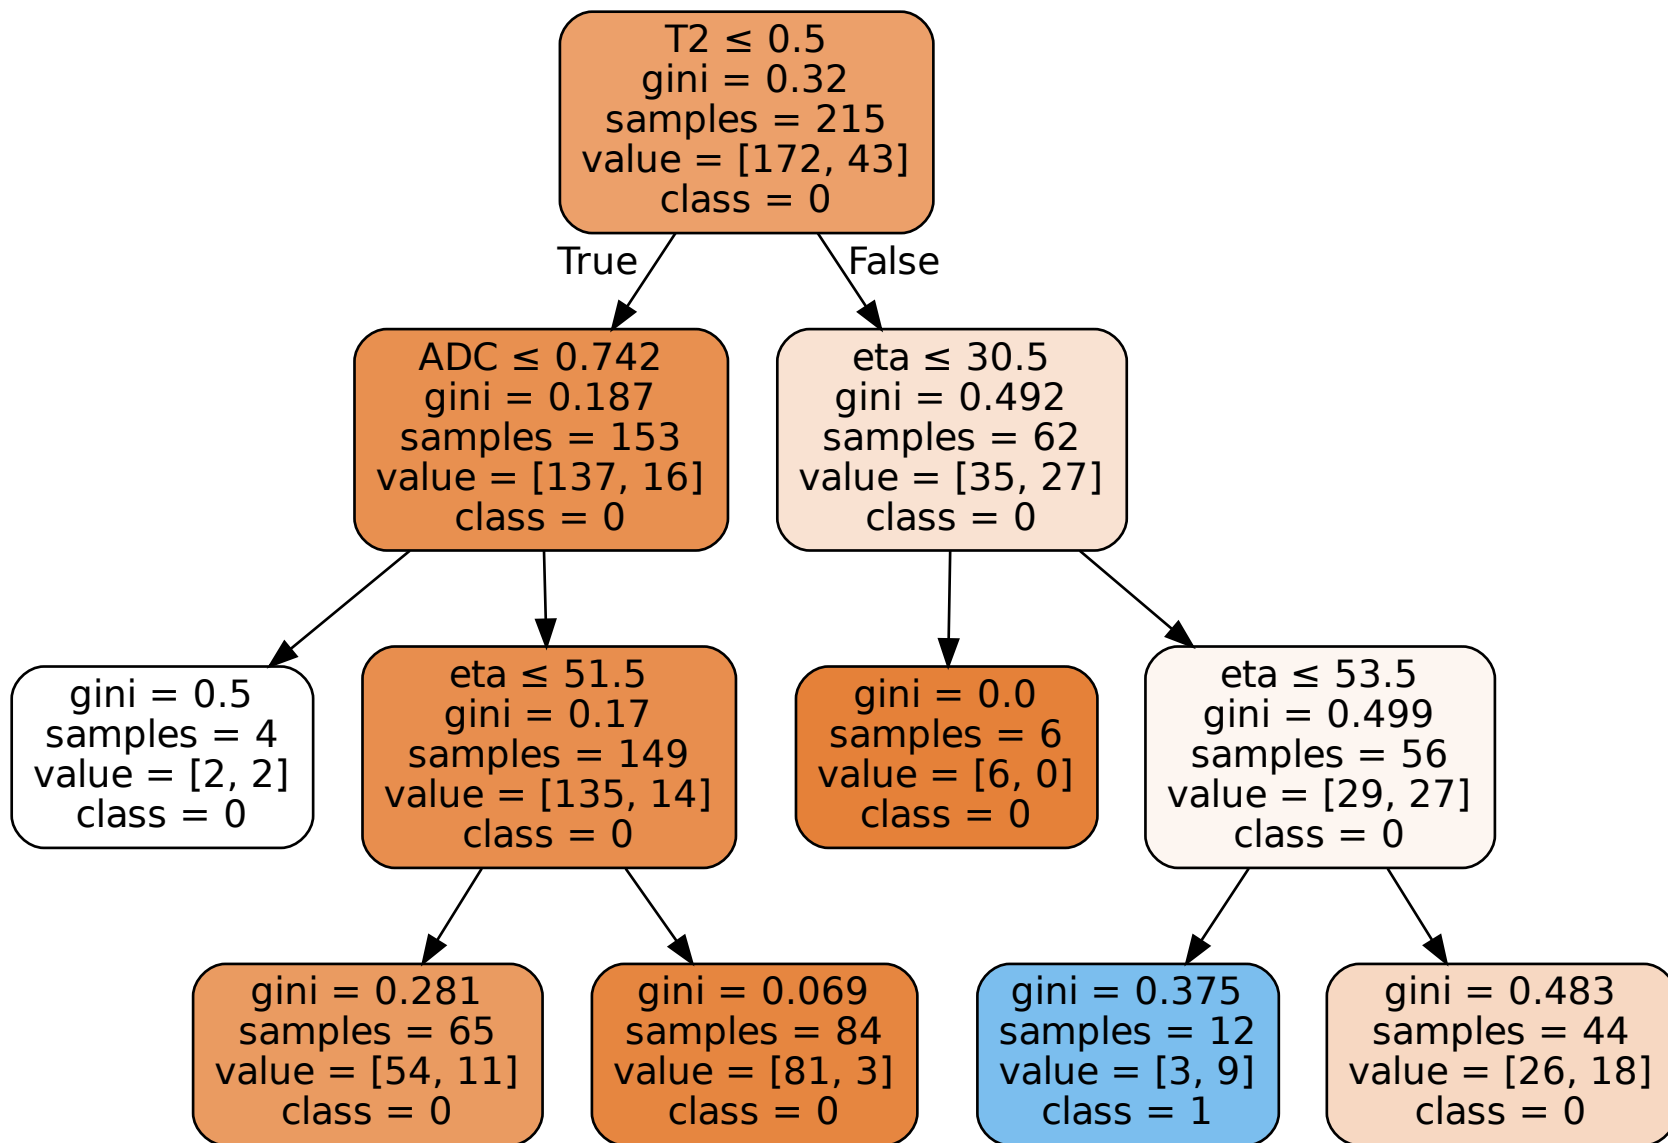 T2 ≤ 0.5
gini = 0.32
samples = 215
value = [172, 43]
class = 0
True
False
ADC ≤ 0.742
gini = 0.187
samples = 153
value = [137, 16]
class = 0
eta ≤ 30.5
gini = 0.492
samples = 62
value = [35, 27]
class = 0
gini = 0.5
samples = 4
value = [2, 2]
class = 0
eta ≤ 51.5
gini = 0.17
samples = 149
value = [135, 14]
class = 0
gini = 0.0
samples = 6
value = [6, 0]
class = 0
eta ≤ 53.5
gini = 0.499
samples = 56
value = [29, 27]
class = 0
gini = 0.281
samples = 65
value = [54, 11]
class = 0
gini = 0.069
samples = 84
value = [81, 3]
class = 0
gini = 0.375
samples = 12
value = [3, 9]
class = 1
gini = 0.483
samples = 44
value = [26, 18]
class = 0